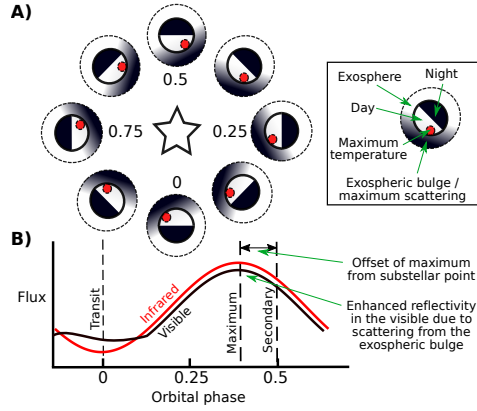 A)
0.5
0.75
0.25
0
Exosphere
Night
Day
Maximum
temperature
Exospheric bulge /
maximum scattering
B)
Flux
Transit
Infrared
Visible
Maximum
Secondary
Offset of maximum
from substellar point
Enhanced reflectivity
in the visible due to
scattering from the
exospheric bulge
0
0.25
0.5
Orbital phase